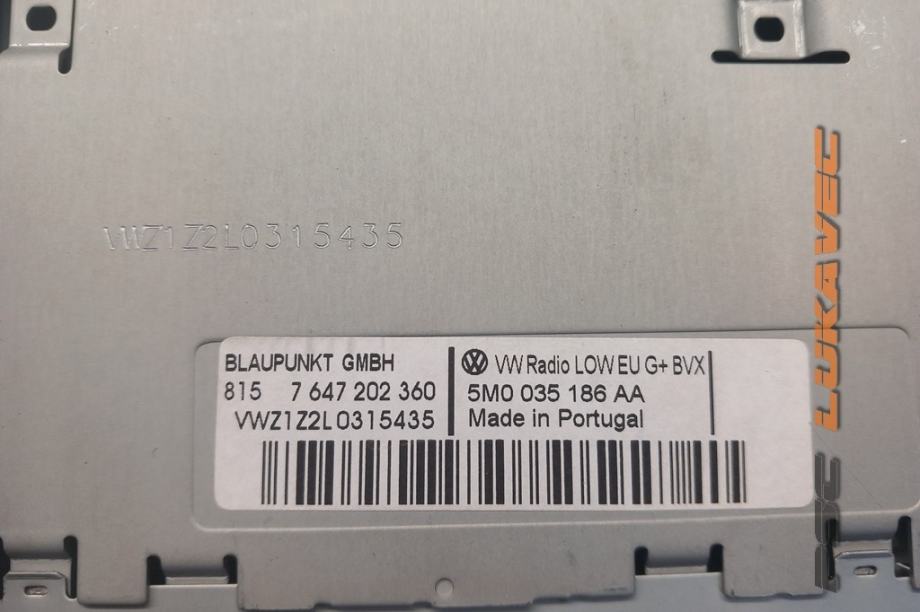 VWZ1Z2L0315435
BLAUPUNKT GMBH
815 7 647 202 360
VWZ1Z2L0315435
VW Radio LOW EU G+ BVX
5M0 035 186 AA
Made in Portugal
DSC LUKAVEC